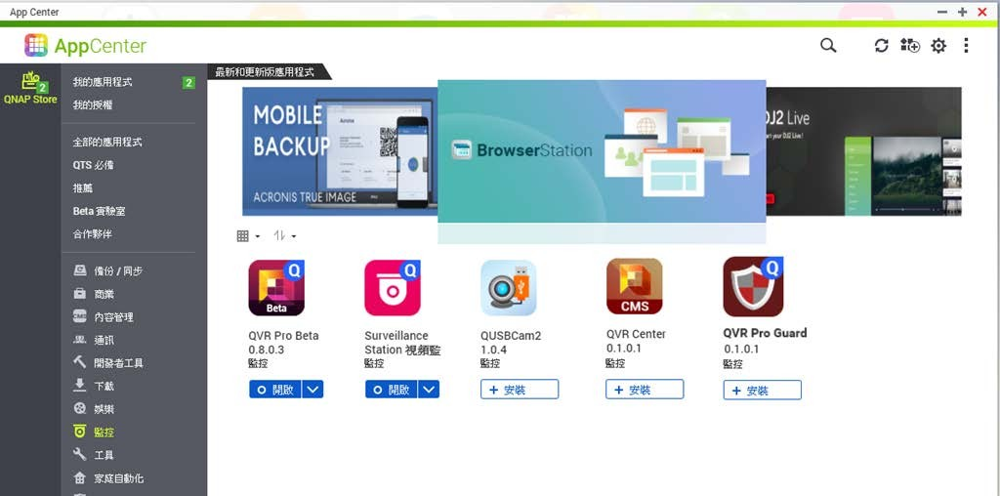 App Center
AppCenter
QNAP Store
2
我的應用程式
2
我的授權
全部的應用程式
QTS 必備
推薦
Beta 實驗室
合作夥伴
備份 / 同步
商業
內容管理
通訊
開發者工具
下載
娛樂
監控
工具
家庭自動化
最新和更新版應用程式
MOBILE
BACKUP
ACRONIS TRUE IMAGE
BrowserStation
DJ2 Live
Beta
QVR Pro Beta
0.8.0.3
監控
開啟
Surveillance
Station 視頻監
監控
開啟
QUSBCam2
1.0.4
監控
+ 安裝
CMS
QVR Center
0.1.0.1
監控
+ 安裝
QVR Pro Guard
0.1.0.1
監控
+ 安裝